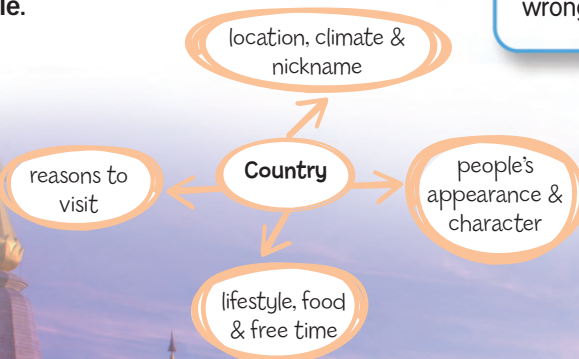 le.
wrong
location, climate &
nickname
Country
reasons to
visit
people's
appearance &
character
lifestyle, food
& free time